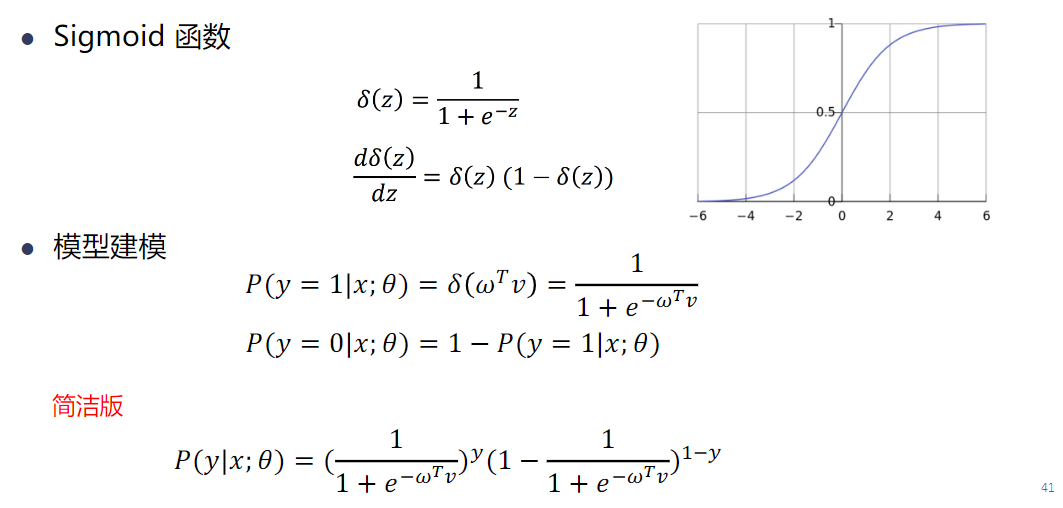 ● Sigmoid 函数
δ(z) = 1 / (1 + e^{−z})
dδ(z)/dz = δ(z) (1 − δ(z))
1
0.5
0
−6 −4 −2 0 2 4 6
● 模型建模
P(y = 1|x; θ) = δ(ω^T v) = 1 / (1 + e^{−ω^T v})
P(y = 0|x; θ) = 1 − P(y = 1|x; θ)
简洁版
P(y|x; θ) = (1 / (1 + e^{−ω^T v}))^y (1 − 1 / (1 + e^{−ω^T v}))^{1−y}
41